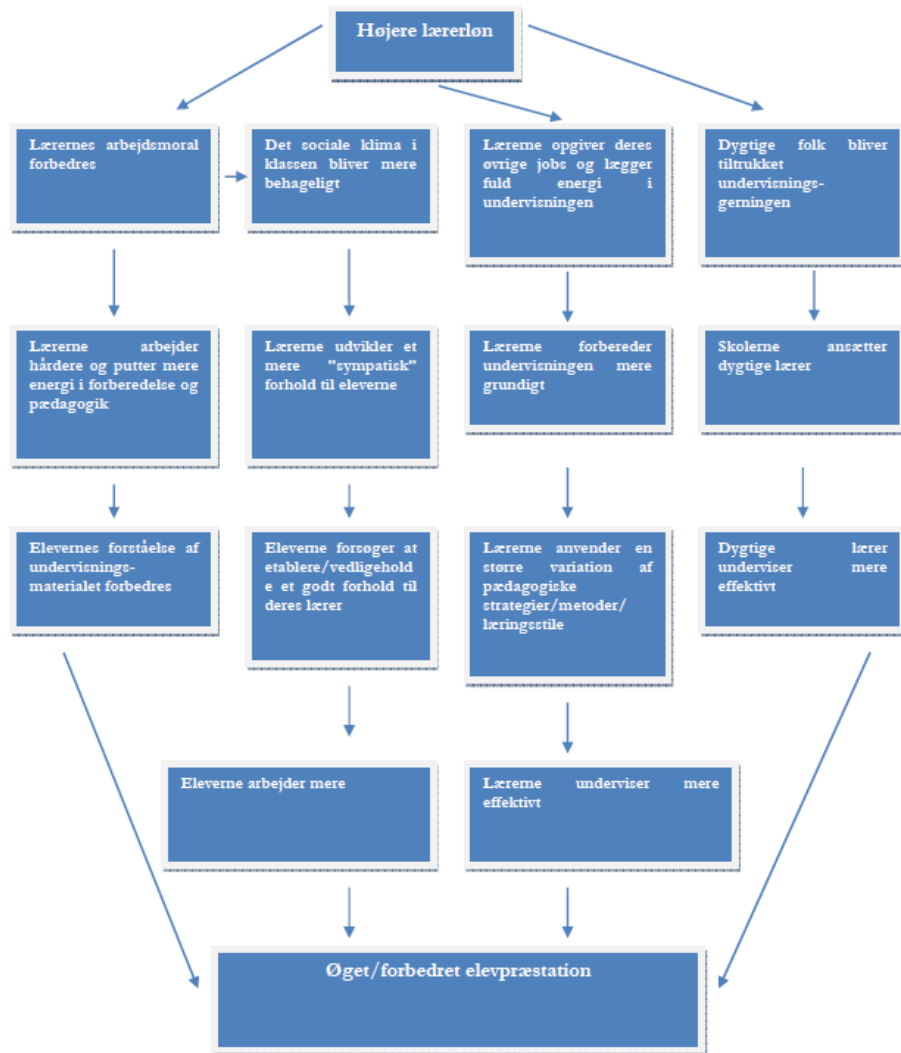 Højere lærerløn
Lærernes arbejdsmoral
forbedres
Det sociale klima i
klassen bliver mere
behageligt
Lærerne opgiver deres
øvrige jobs og lægger
fuld energi i
undervisningen
Dygtige folk bliver
tiltrukket
undervisnings-
gerningen
Lærerne arbejder
hårdere og putter mere
energi i forberedelse og
pædagogik
Lærerne udvikler et
mere ”sympatisk”
forhold til eleverne
Lærerne forbereder
undervisningen mere
grundigt
Skolerne ansætter
dygtige lærer
Elevernes forståelse af
undervisnings-
materialet forbedres
Eleverne forsøger at
etablere/vedligehold
e et godt forhold til
deres lærer
Lærerne anvender en
større variation af
pædagogiske
strategier/metoder/
læringsstile
Dygtige lærer
underviser mere
effektivt
Eleverne arbejder mere
Lærerne underviser mere
effektivt
Øget/forbedret elevpræstation